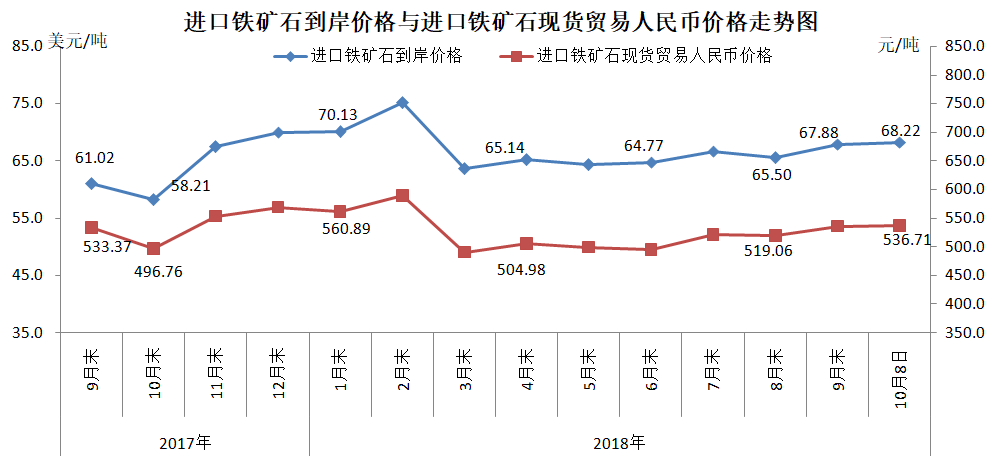 进口铁矿石到岸价格与进口铁矿石现货贸易人民币价格走势图
美元/吨
元/吨
进口铁矿石到岸价格
进口铁矿石现货贸易人民币价格
85.0
75.0
65.0
55.0
45.0
35.0
850.0
800.0
750.0
700.0
650.0
600.0
550.0
500.0
450.0
400.0
350.0
61.02
58.21
70.13
65.14
64.77
65.50
67.88
68.22
533.37
496.76
560.89
504.98
519.06
536.71
9月末
10月末
11月末
12月末
1月末
2月末
3月末
4月末
5月末
6月末
7月末
8月末
9月末
10月8日
2017年
2018年